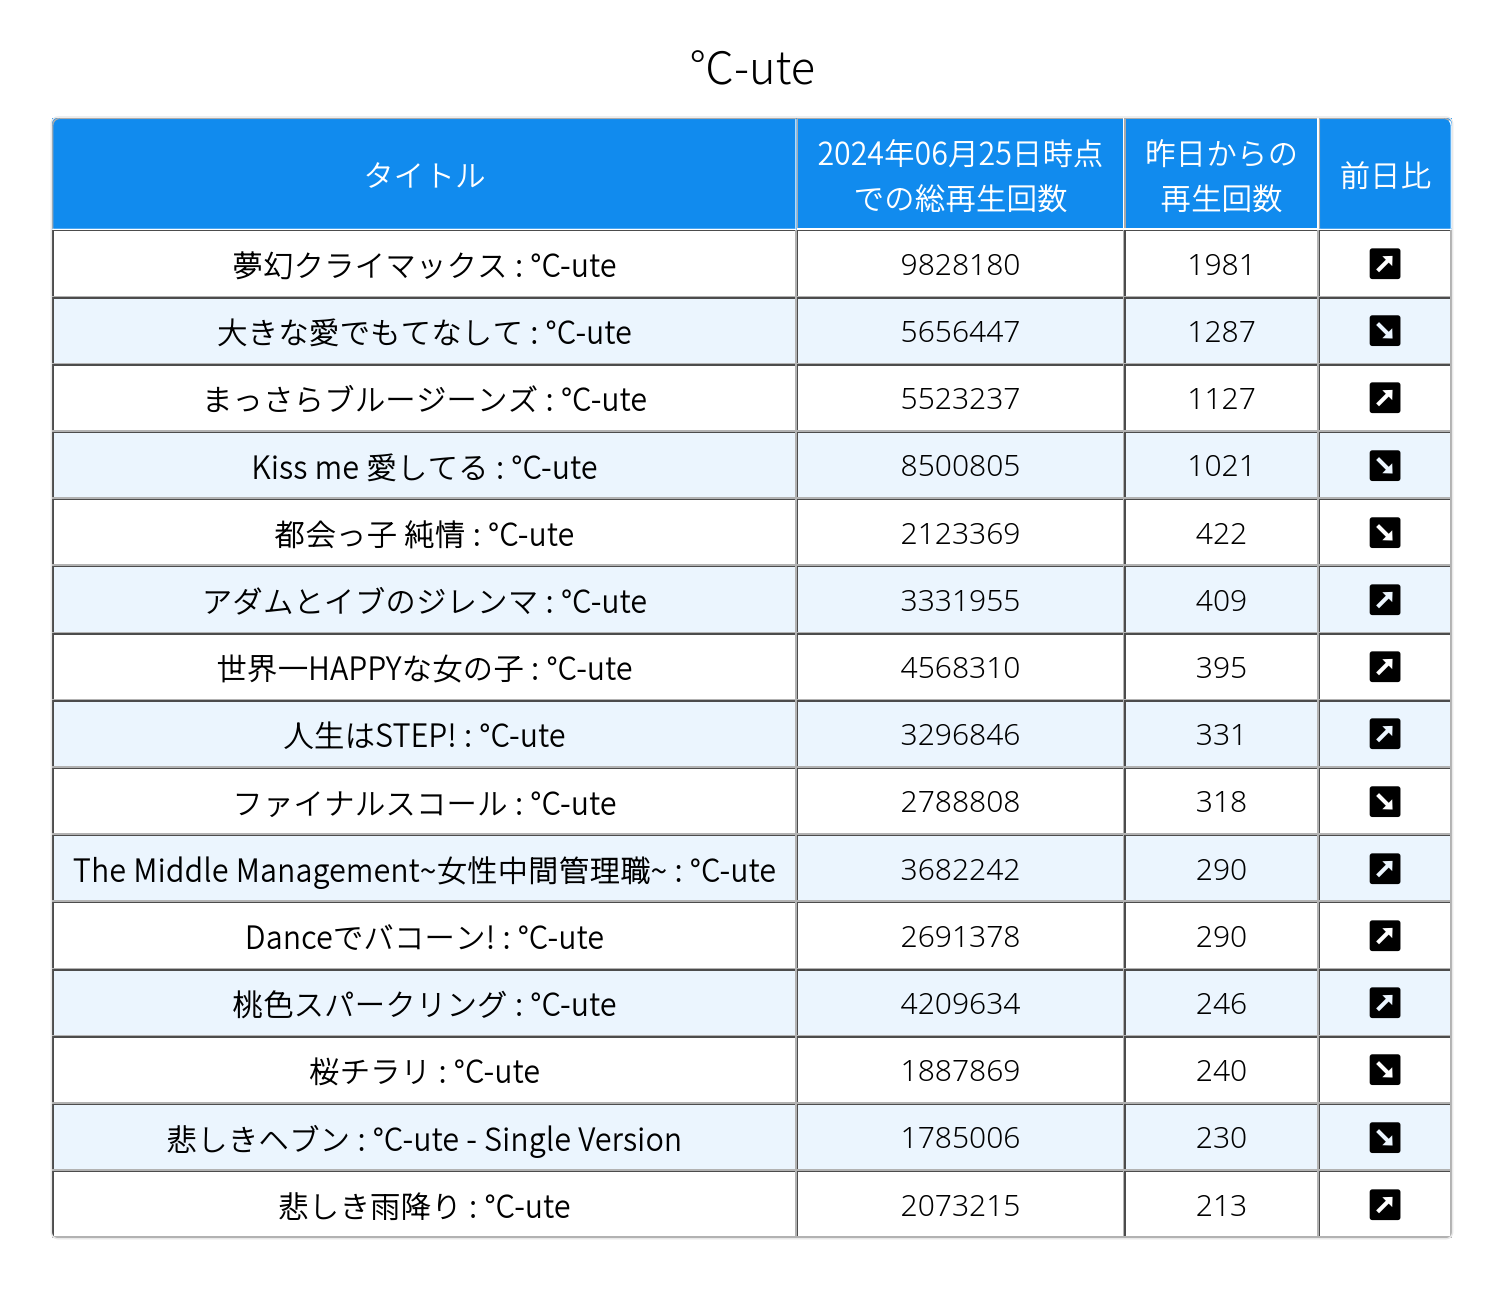 ℃-ute
タイトル
2024年06月25日時点
での総再生回数
昨日からの
再生回数
前日比
夢幻クライマックス : ℃-ute 9828180 1981
大きな愛でもてなして : ℃-ute 5656447 1287
まっさらブルージーンズ : ℃-ute 5523237 1127
Kiss me 愛してる : ℃-ute 8500805 1021
都会っ子 純情 : ℃-ute 2123369 422
アダムとイブのジレンマ : ℃-ute 3331955 409
世界一HAPPYな女の子 : ℃-ute 4568310 395
人生はSTEP! : ℃-ute 3296846 331
ファイナルスコール : ℃-ute 2788808 318
The Middle Management~女性中間管理職~ : ℃-ute 3682242 290
Danceでバコーン! : ℃-ute 2691378 290
桃色スパークリング : ℃-ute 4209634 246
桜チラリ : ℃-ute 1887869 240
悲しきヘブン : ℃-ute - Single Version 1785006 230
悲しき雨降り : ℃-ute 2073215 213